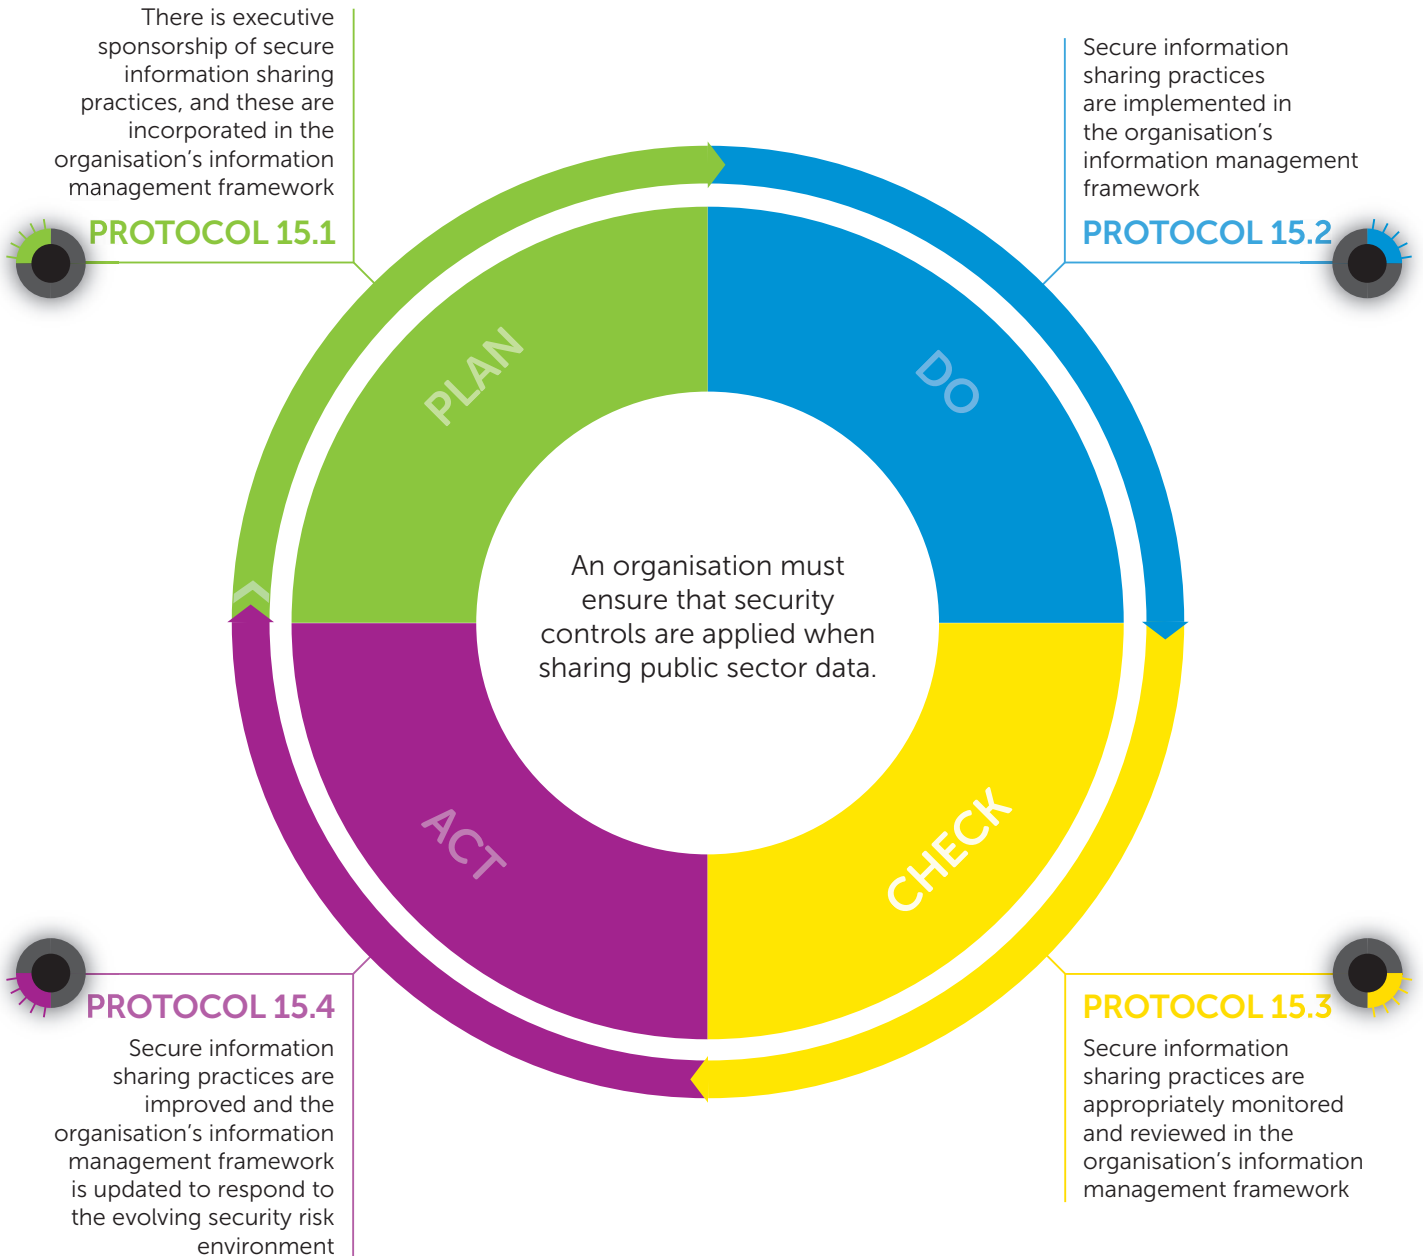 There is executive
sponsorship of secure
information sharing
practices, and these are
incorporated in the
organisation's information
management framework
PROTOCOL 15.1
Secure information
sharing practices
are implemented in
the organisation's
information management
framework
PROTOCOL 15.2
PLAN
DO
An organisation must
ensure that security
controls are applied when
sharing public sector data.
ACT
CHECK
PROTOCOL 15.4
Secure information
sharing practices are
improved and the
organisation's information
management framework
is updated to respond to
the evolving security risk
environment
PROTOCOL 15.3
Secure information
sharing practices are
appropriately monitored
and reviewed in the
organisation's information
management framework